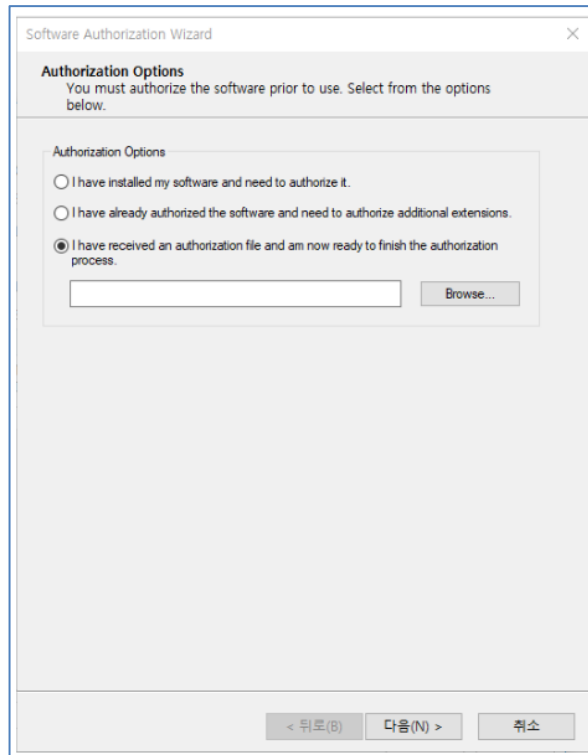 Software Authorization Wizard
Authorization Options
You must authorize the software prior to use. Select from the options
below.
Authorization Options
I have installed my software and need to authorize it.
I have already authorized the software and need to authorize additional extensions.
I have received an authorization file and am now ready to finish the authorization
process.
Browse...
< 뒤로(B)
다음(N) >
취소